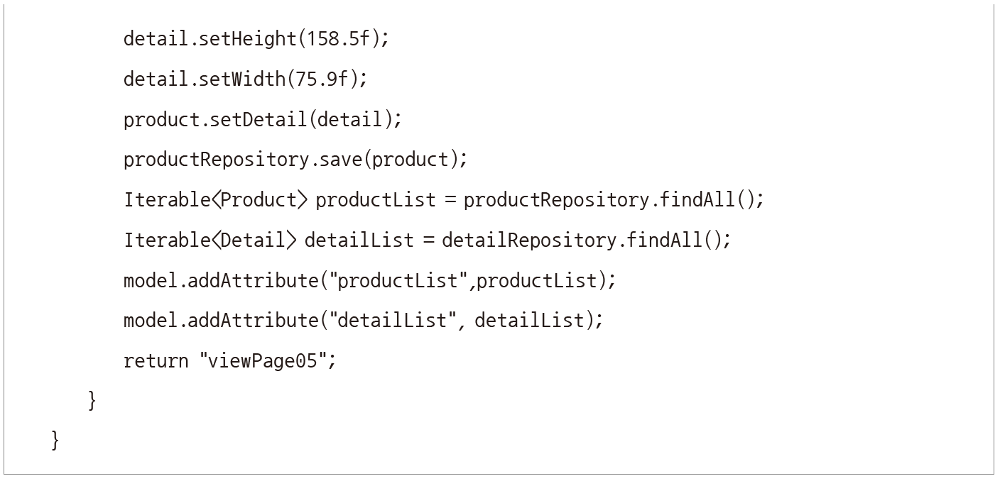 detail.setHeight(158.5f);
detail.setWidth(75.9f);
product.setDetail(detail);
productRepository.save(product);
Iterable<Product> productList = productRepository.findAll();
Iterable<Detail> detailList = detailRepository.findAll();
model.addAttribute("productList",productList);
model.addAttribute("detailList", detailList);
return "viewPage05";
}
}